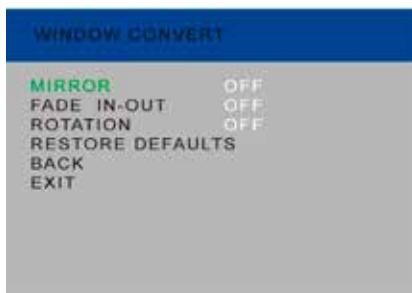 WINDOW CONVERT
MIRROR OFF
FADE IN-OUT OFF
ROTATION OFF
RESTORE DEFAULTS
BACK
EXIT